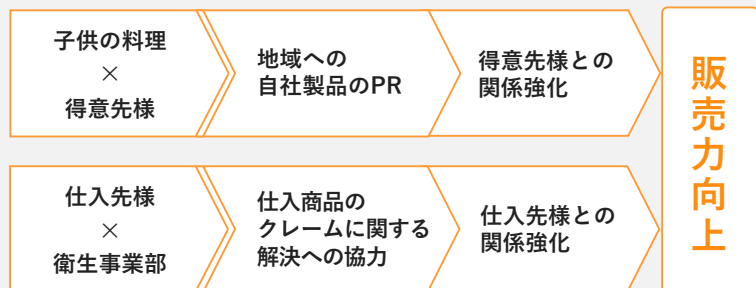 子供の料理
×
得意先様
地域への
自社製品のPR
得意先様との
関係強化
仕入先様
×
衛生事業部
仕入商品の
クレームに関する
解決への協力
仕入先様との
関係強化
販売力向上